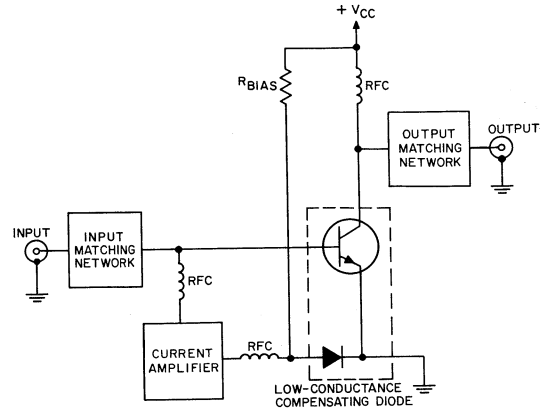 + VCC
RBIAS
RFC
OUTPUT
MATCHING
NETWORK
OUTPUT
INPUT
INPUT
MATCHING
NETWORK
RFC
CURRENT
AMPLIFIER
RFC
LOW-CONDUCTANCE
COMPENSATING DIODE